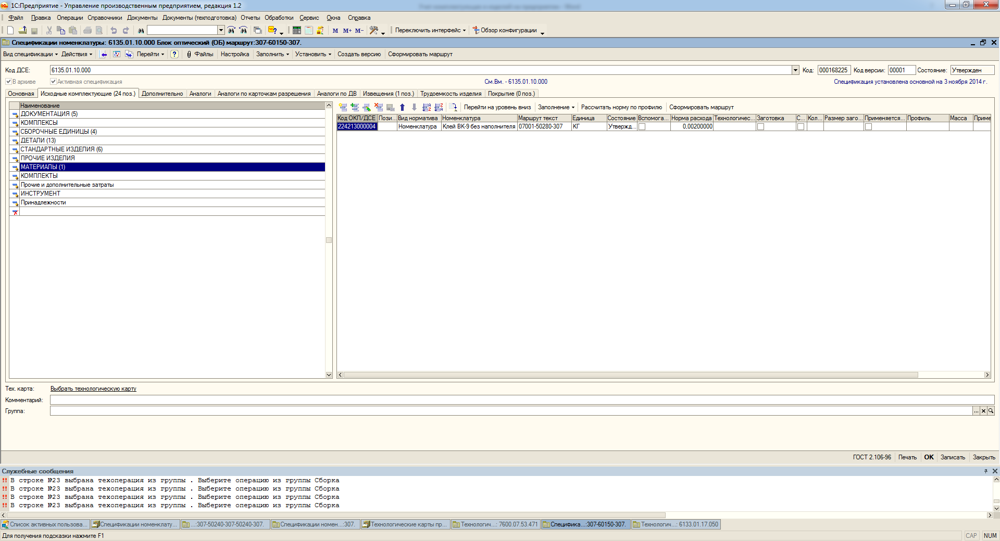 1С:Предприятие - Управление производственным предприятием, редакция 1.2
Файл Правка Операции Справочники Документы Документы (техподготовка) Отчеты Обработки Сервис Окна Справка
M M+ M- Переключить интерфейс Обзор конфигурации
Спецификации номенклатуры: 6135.01.10.000 Блок оптический (ОБ) маршрут:307-60150-307.
Вид спецификации Действия Перейти ? Файлы Настройка Заполнить Установить Создать версию Сформировать маршрут
Код ДСЕ: 6135.01.10.000 Код: 000168225 Код версии: 00001 Состояние: Утвержден
В архиве Активная спецификация См.Вм. - 6135.01.10.000 Спецификация установлена основной на 3 ноября 2014 г.
Основная Исходные комплектующие (24 поз.) Дополнительно Аналоги Аналоги по карточкам разрешения Аналоги по ДВ Извещения (1 поз.) Трудоемкость изделия Покрытие (0 поз.)
Наименование
ДОКУМЕНТАЦИЯ (5)
КОМПЛЕКСЫ
СБОРОЧНЫЕ ЕДИНИЦЫ (4)
ДЕТАЛИ (13)
СТАНДАРТНЫЕ ИЗДЕЛИЯ (6)
ПРОЧИЕ ИЗДЕЛИЯ
МАТЕРИАЛЫ (1)
КОМПЛЕКТЫ
Прочие и дополнительные затраты
ИНСТРУМЕНТ
Принадлежности
Перейти на уровень вниз Заполнение Рассчитать норму по профилю Сформировать маршрут
Код ОКП/ДСЕ Пози... Вид норматива Номенклатура Маршрут текст Единица Состояние Вспомога... Норма расхода Технологичес... Заготовка С... Кол... Размер заго... Применяется... Профиль Масса Приме
224213000004 Номенклатура Клей ВК-9 без наполнителя 07001-50280-307 КГ Утвержд... 0,00200000
Тех. карта: Выбрать технологическую карту
Комментарий:
Группа:
ГОСТ 2.106-96 Печать OK Записать Закрыть
Служебные сообщения
!! В строке №23 выбрана техоперация из группы . Выберите операцию из группы Сборка
!! В строке №23 выбрана техоперация из группы . Выберите операцию из группы Сборка
!! В строке №23 выбрана техоперация из группы . Выберите операцию из группы Сборка
!! В строке №23 выбрана техоперация из группы . Выберите операцию из группы Сборка
Список активных пользова... Спецификации номенклату... ...:307-50240-307-50240-307. Спецификации номен...:307. Технологические карты пр... Технологич...: 7600.07.53.471 Специфика...:307-60150-307. Технологич...: 6133.01.17.050
Для получения подсказки нажмите F1 CAP NUM